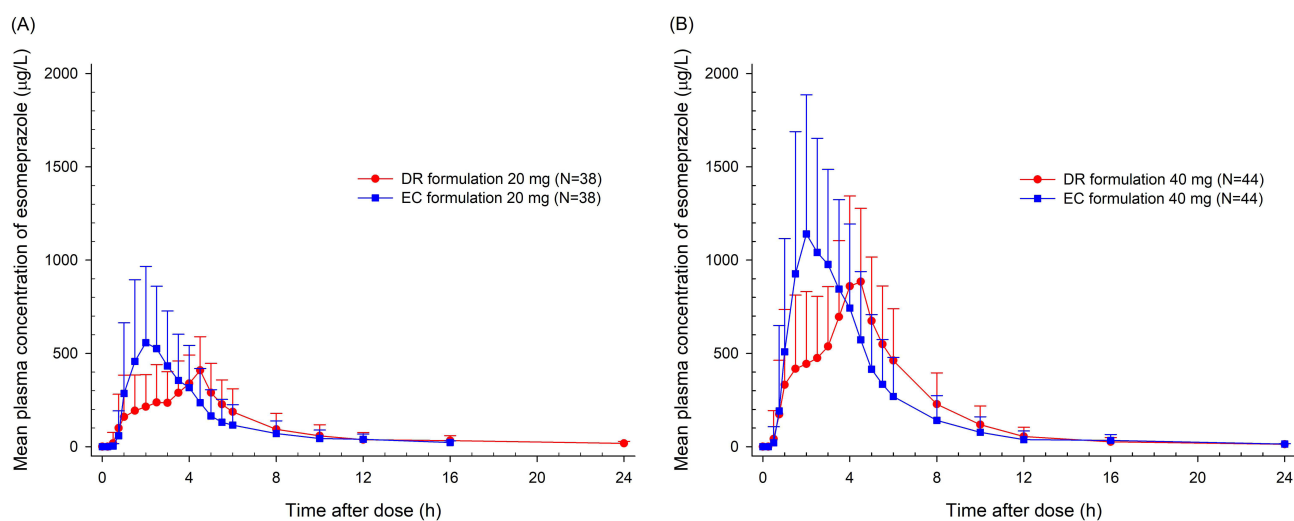 (A)
Mean plasma concentration of esomeprazole (μg/L)
2000
1500
1000
500
0
DR formulation 20 mg (N=38)
EC formulation 20 mg (N=38)
0 4 8 12 16 20 24
Time after dose (h)
(B)
Mean plasma concentration of esomeprazole (μg/L)
2000
1500
1000
500
0
DR formulation 40 mg (N=44)
EC formulation 40 mg (N=44)
0 4 8 12 16 20 24
Time after dose (h)